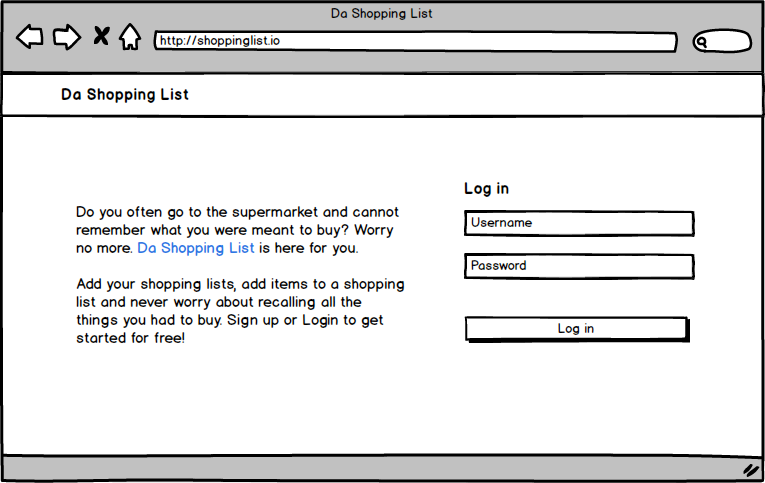 Da Shopping List
http://shoppinglist.io
Da Shopping List
Do you often go to the supermarket and cannot
remember what you were meant to buy? Worry
no more. Da Shopping List is here for you.
Add your shopping lists, add items to a shopping
list and never worry about recalling all the
things you had to buy. Sign up or Login to get
started for free!
Log in
Username
Password
Log in